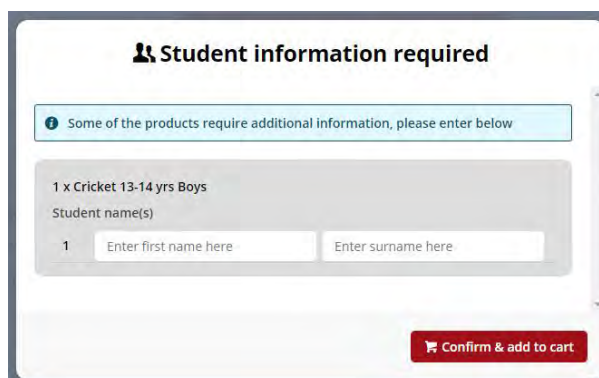 Student information required
Some of the products require additional information, please enter below
1 x Cricket 13-14 yrs Boys
Student name(s)
1 Enter first name here Enter surname here
Confirm & add to cart